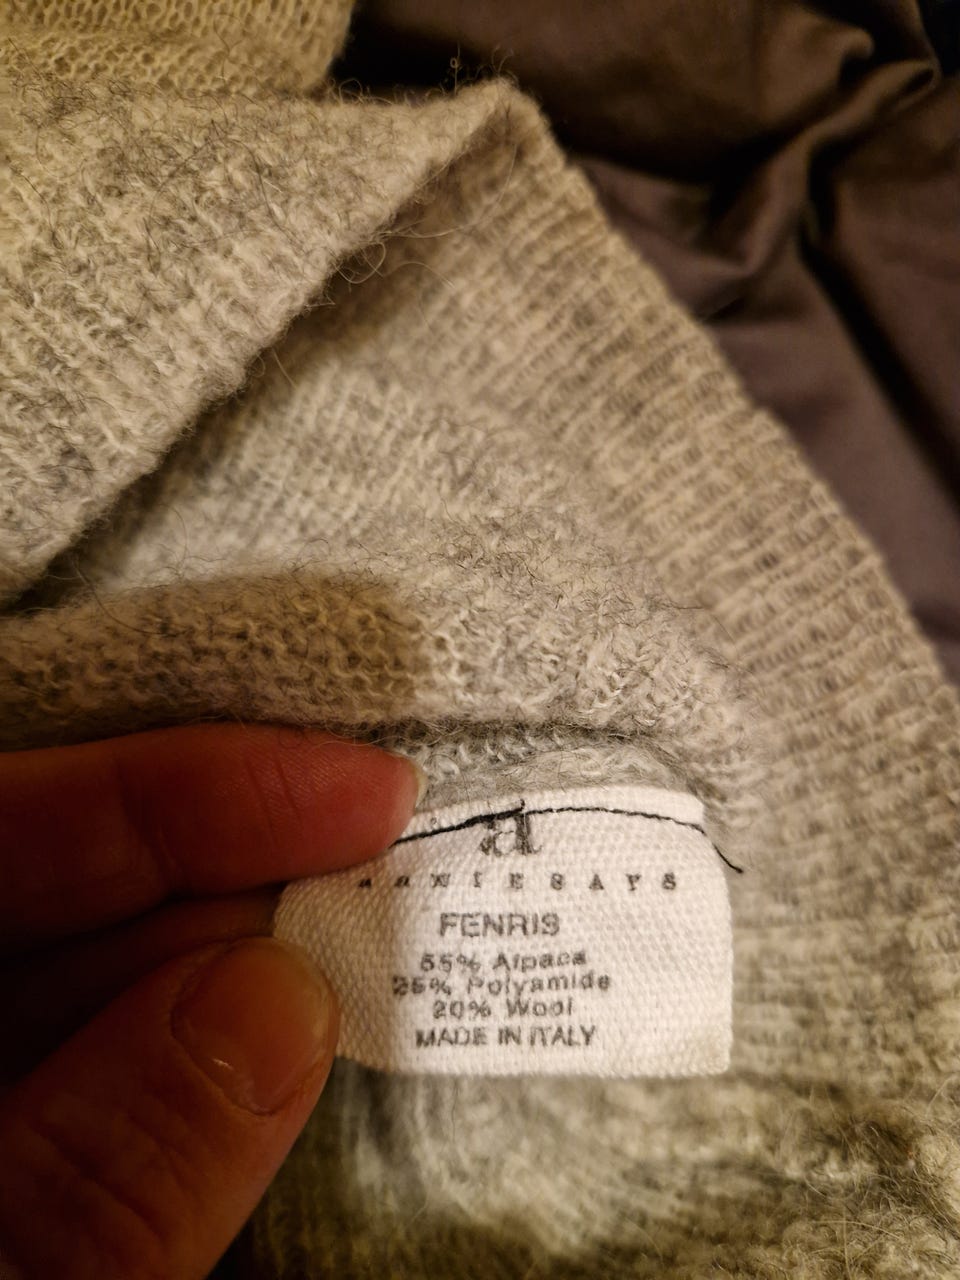 a
ANNIESAYS
FENRIS
55% Alpaca
25% Polyamide
20% Wool
MADE IN ITALY